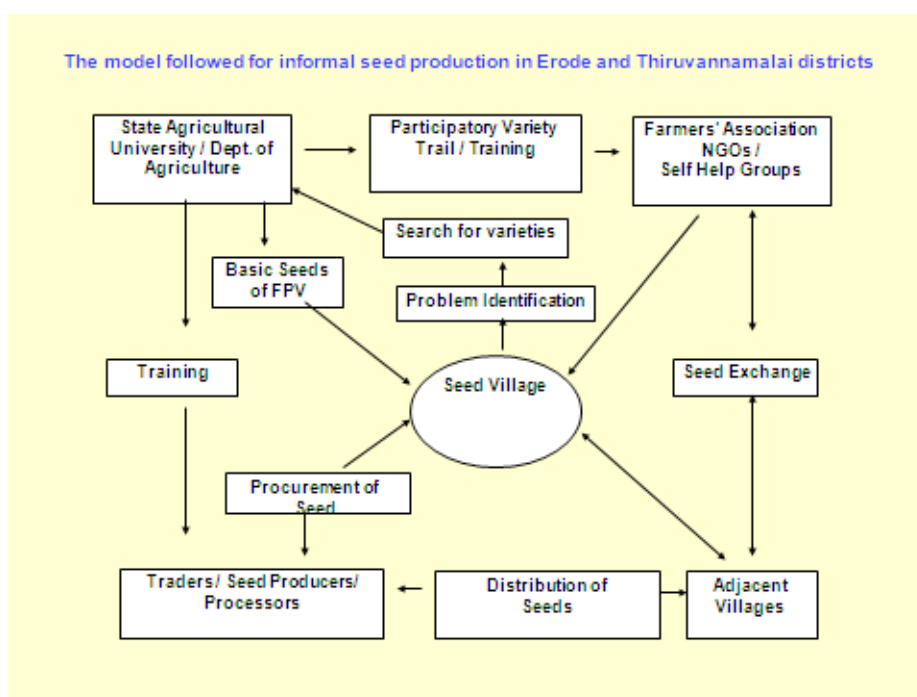 The model followed for informal seed production in Erode and Thiruvannamalai districts
State Agricultural
University / Dept. of
Agriculture
Participatory Variety
Trail / Training
Farmers' Association
NGOs /
Self Help Groups
Search for varieties
Basic Seeds
of FPV
Problem Identification
Training
Seed Village
Seed Exchange
Procurement of
Seed
Traders / Seed Producers/
Processors
Distribution of
Seeds
Adjacent
Villages